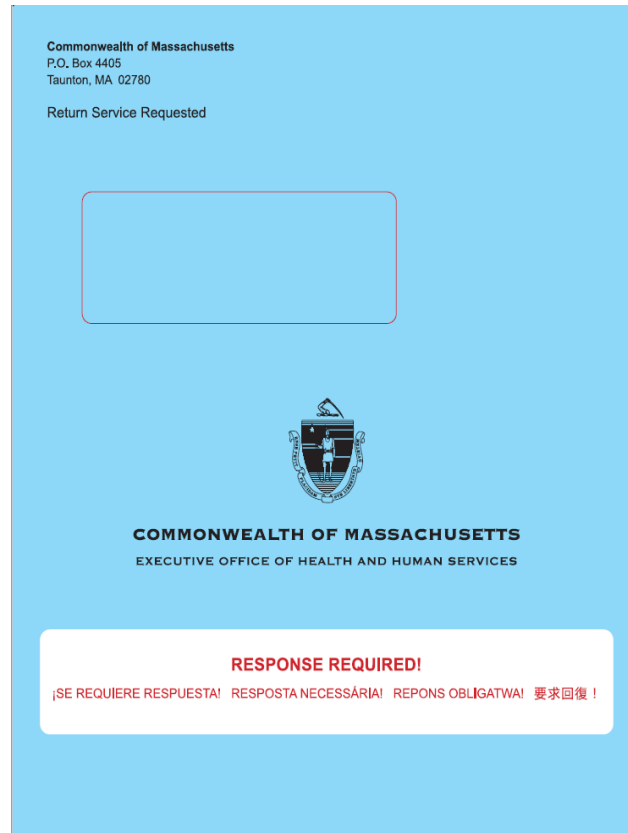 Commonwealth of Massachusetts
P.O. Box 4405
Taunton, MA 02780
Return Service Requested
COMMONWEALTH OF MASSACHUSETTS
EXECUTIVE OFFICE OF HEALTH AND HUMAN SERVICES
RESPONSE REQUIRED!
¡SE REQUIERE RESPUESTA! RESPOSTA NECESSÁRIA! REPONS OBLIGATWA! 要求回復！